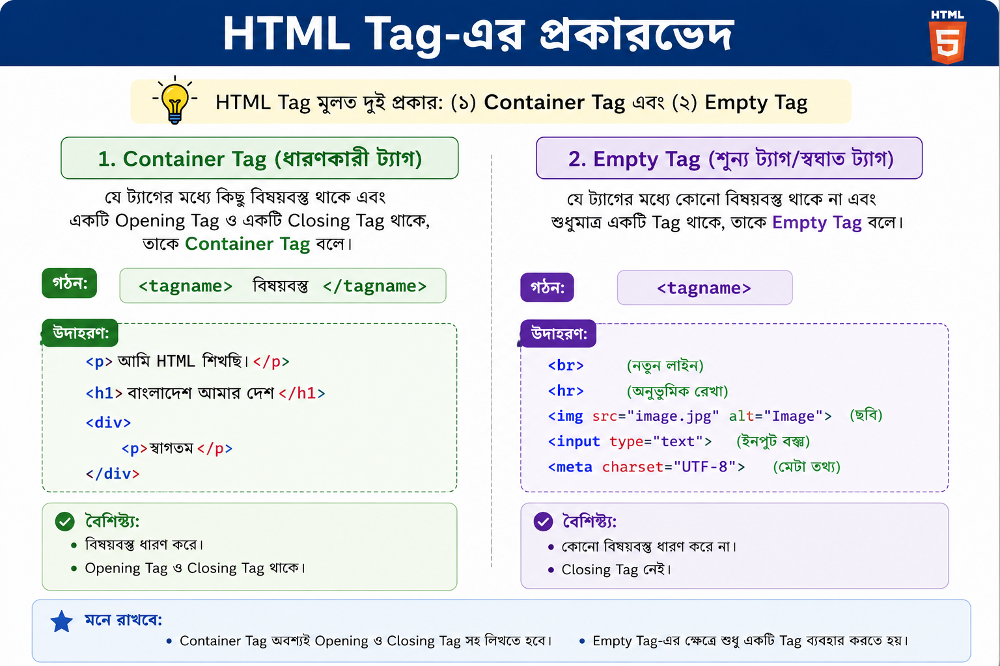 HTML Tag-এর প্রকারভেদ
HTML
5
HTML Tag মুলত দুই প্রকার: (১) Container Tag এবং (২) Empty Tag
1. Container Tag (ধারণকারী ট্যাগ)
যে ট্যাগের মধ্যে কিছু বিষয়বস্তু থাকে এবং
একটি Opening Tag ও একটি Closing Tag থাকে,
তাকে Container Tag বলে।
গঠন:
<tagname> বিষয়বস্তু </tagname>
উদাহরণ:
<p> আমি HTML শিখছি। </p>
<h1> বাংলাদেশ আমার দেশ </h1>
<div>
<p> স্বাগতম </p>
</div>
বৈশিষ্ট্য:
• বিষয়বস্তু ধারণ করে।
• Opening Tag ও Closing Tag থাকে।
2. Empty Tag (শুন্য ট্যাগ/স্বঘাত ট্যাগ)
যে ট্যাগের মধ্যে কোনো বিষয়বস্তু থাকে না এবং
শুধুমাত্র একটি Tag থাকে, তাকে Empty Tag বলে।
গঠন:
<tagname>
উদাহরণ:
<br> (নতুন লাইন)
<hr> (অনুভুমিক রেখা)
<img src="image.jpg" alt="Image"> (ছবি)
<input type="text"> (ইনপুট
<meta charset="UTF-8"> (মেটা তথ্য)
বৈশিষ্ট্য:
• কোনো বিষয়বস্তু ধারণ করে না।
• Closing Tag নেই।
মনে রাখবে:
• Container Tag অবশ্যই Opening ও Closing Tag সহ লিখতে হবে।
• Empty Tag-এর ক্ষেত্রে শুধু একটি Tag ব্যবহার করতে হয়।